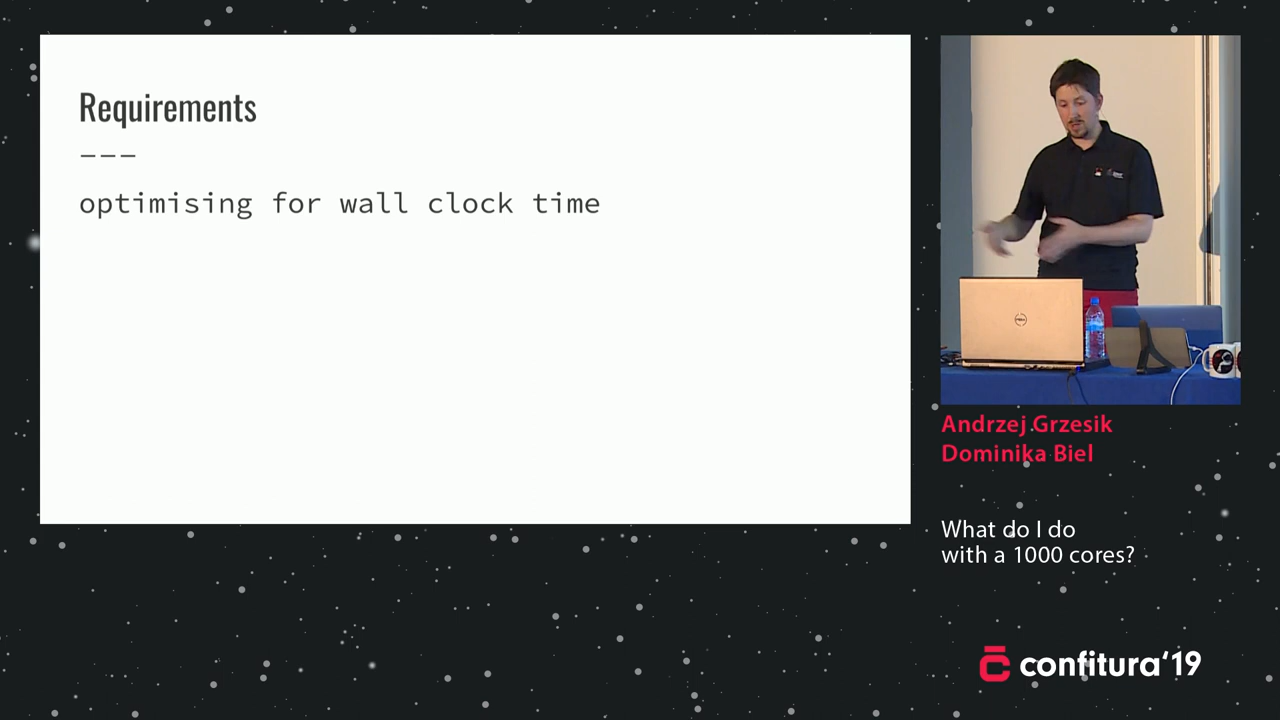 Requirements
---
optimising for wall clock time
Andrzej Grzesik
Dominika Biel
What do I do
with a 1000 cores?
confitura'19